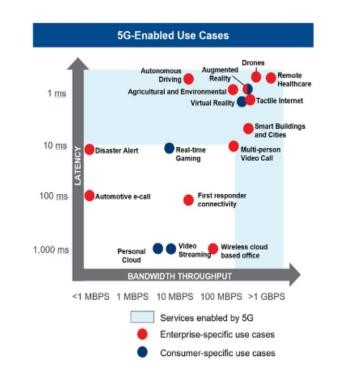 5G-Enabled Use Cases
Drones
Autonomous
Driving
Augmented
Reality
Remote
Healthcare
Agricultural and Environmental
1 ms
Virtual Reality
Tactile Internet
Smart Buildings
and Cities
10 ms
Disaster Alert
Real-time
Gaming
Multi-person
Video Call
LATENCY
100 ms
Automotive e-call
First responder
connectivity
1,000 ms
Personal
Cloud
Video
Streaming
Wireless cloud
based office
BANDWIDTH THROUGHPUT
<1 MBPS 1 MBPS 10 MBPS 100 MBPS >1 GBPS
Services enabled by 5G
Enterprise-specific use cases
Consumer-specific use cases